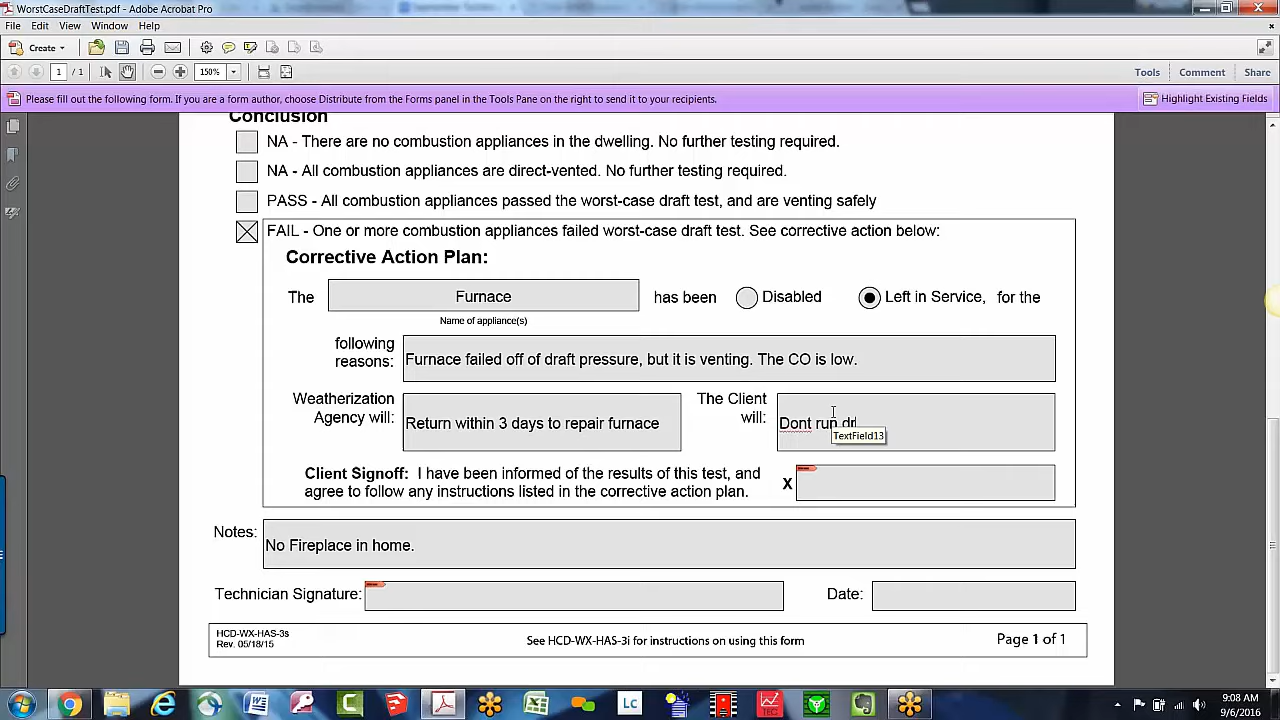 WorstCaseDraftTest.pdf - Adobe Acrobat Pro
File Edit View Window Help
Create
1 / 1 150% Tools Comment Share
Please fill out the following form. If you are a form author, choose Distribute from the Forms panel in the Tools Pane on the right to send it to your recipients. Highlight Existing Fields
Conclusion
NA - There are no combustion appliances in the dwelling. No further testing required.
NA - All combustion appliances are direct-vented. No further testing required.
PASS - All combustion appliances passed the worst-case draft test, and are venting safely
FAIL - One or more combustion appliances failed worst-case draft test. See corrective action below:
Corrective Action Plan:
The Furnace has been Disabled Left in Service, for the
Name of appliance(s)
following
reasons: Furnace failed off of draft pressure, but it is venting. The CO is low.
Weatherization
Agency will: Return within 3 days to repair furnace
The Client
will: Dont run dr
TextField13
Client Signoff: I have been informed of the results of this test, and
agree to follow any instructions listed in the corrective action plan. X
Notes: No Fireplace in home.
Technician Signature: Date:
HCD-WX-HAS-3s
Rev. 05/18/15
See HCD-WX-HAS-3i for instructions on using this form
Page 1 of 1
LC
9:08 AM
9/6/2016